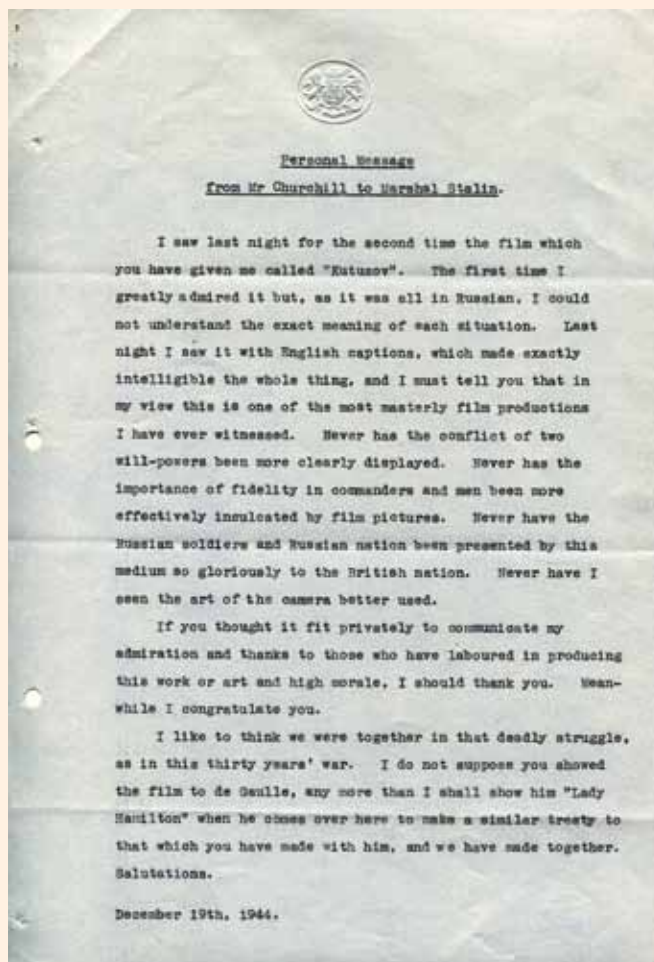 Personal Message
from Mr Churchill to Marshal Stalin.
I saw last night for the second time the film which
you have given me called "Kutuzov". The first time I
greatly admired it but, as it was all in Russian, I could
not understand the exact meaning of each situation. Last
night I saw it with English captions, which made exactly
intelligible the whole thing, and I must tell you that in
my view this is one of the most masterly film productions
I have ever witnessed. Never has the conflict of two
will-powers been more clearly displayed. Never has the
importance of fidelity in commanders and men been more
effectively inculcated by film pictures. Never have the
Russian soldiers and Russian nation been presented by this
medium so gloriously to the British nation. Never have I
seen the art of the camera better used.
If you thought it fit privately to communicate my
admiration and thanks to those who have laboured in producing
this work or art and high morale, I should thank you. Mean-
while I congratulate you.
I like to think we were together in that deadly struggle,
as in this thirty years' war. I do not suppose you showed
the film to de Gaulle, any more than I shall show him "Lady
Hamilton" when he comes over here to make a similar treaty to
that which you have made with him, and we have made together.
Salutations.
December 19th, 1944.